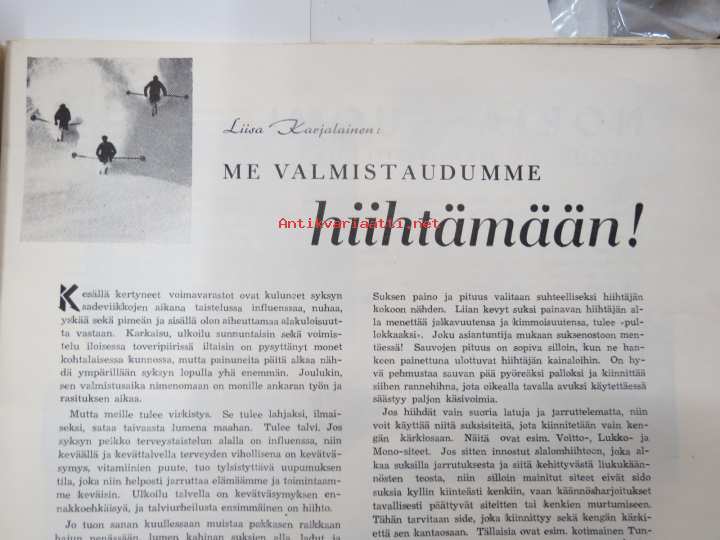 Liisa Karjalainen:
ME VALMISTAUDUMME
hiihtämään!
Antikvariaatti.net
Kesällä kertyneet voimavarastot ovat kuluneet syksyn
sadeviikkojen aikana taistelussa influenssaa, nuhaa,
yskää sekä pimeän ja sisällä olon aiheuttamaa alakuloisuut-
ta vastaan. Karkaisu, ulkoilu sunnuntaisin sekä voimis-
telu iloisessa toveripiirissä iltaisin on pysyttänyt monet
kohtalaisessa kunnossa, mutta painuneita päitä alkaa näh-
dä ympärillään syksyn lopulla yhä enemmän. Joulukin,
sen valmistusaika nimenomaan on monille ankaran työn ja
rasituksen aikaa.
Mutta meille tulee virkistys. Se tulee lahjaksi, ilmai-
seksi, sataa taivaasta lumena maahan. Tulee talvi. Jos
syksyn peikko terveystaistelun alalla on influenssa, niin
keväällä ja kevättalvella terveyden vihollisena on kevätvä-
symys, vitamiinien puute, tuo tylsistyttävä uupumuksen
tila, joka niin helposti jarruttaa elämäämme ja toimintaam-
me keväisin. Ulkoilu talvella on kevätväsymyksen en-
nakkoehkäisyä, ja talviurheilusta ensimmäinen on hiihto.
Jo tuon sanan kuullessaan muistaa pakkasen raikkaan
hajun nenässään, lumen kahinan suksien alla, ladut ja
Suksen paino ja pituus valitaan suhteelliseksi hiihtäjän
kokoon nähden. Liian kevyt suksi painavan hiihtäjän al-
la menettää jalkavuutensa ja kimmoisuutensa, tulee «pul-
lokkaaksi». Joku asiantuntija mukaan suksenostoon men-
täessä! Sauvojen pituus on sopiva silloin, kun ne han-
keen painettuna ulottuvat hiihtäjän kainaloihin. On hy-
vä pehmustaa sauvan pää pyöreäksi palloksi ja kiinnittää
siihen rannehihna, jota oikealla tavalla avuksi käytettäessä
säästyy paljon käsivoimia.
Jos hiihdät vain suoria latuja ja jarruttelematta, niin
voit käyttää niitä suksisiteitä, jota kiinnitetään vain ken-
gän kärkiosaan. Näitä ovat esim. Voitto-, Lukko- ja
Mono-siteet. Jos sitten innostut slalomhiihtoon, joka al-
kaa suksilla jarrutuksesta ja siitä kehittyvästä liukukään-
nösten teosta, niin silloin mainitut siteet eivät sido
suksia kyllin kiinteästi kenkiin, vaan käännösharjoitukset
tavallisesti päättyvät siteitten tai kenkien murtumiseen.
Tähän tarvitaan side, joka kiinnittyy sekä kengän kärki-
että sen kantaosaan. Tällaisia ovat esim. kotimainen Tun-